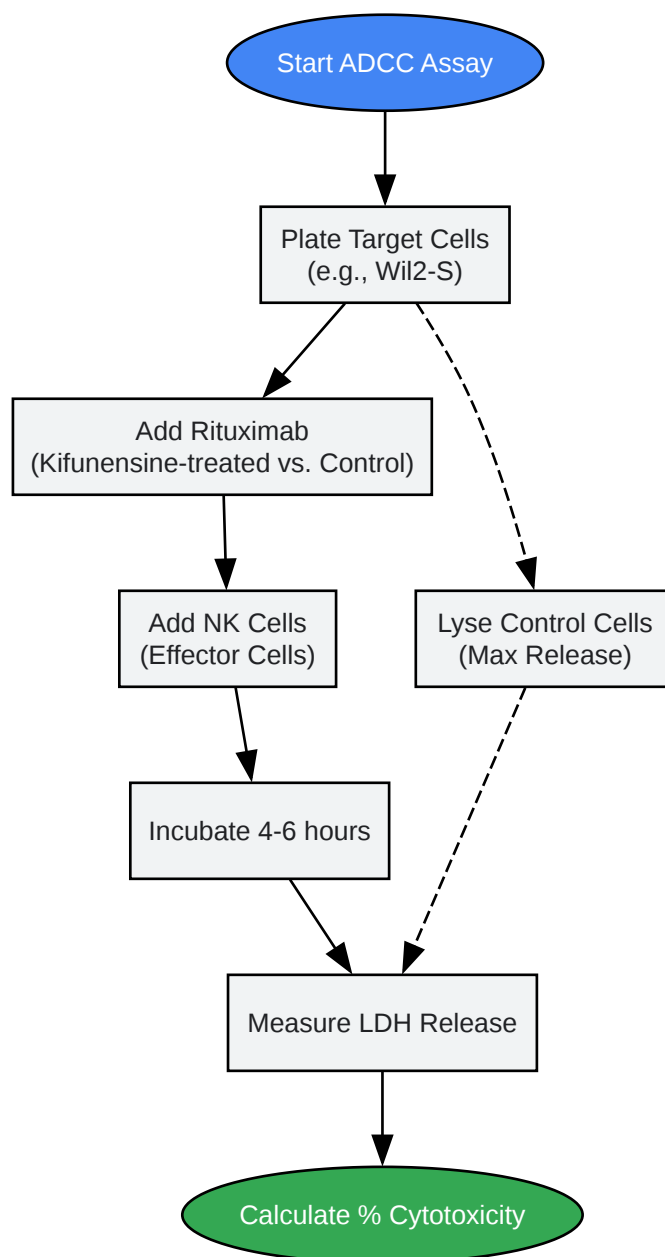 Start ADCC Assay
Plate Target Cells
(e.g., Wil2-S)
Add Rituximab
(Kifunensine-treated vs. Control)
Add NK Cells
(Effector Cells)
Lyse Control Cells
(Max Release)
Incubate 4-6 hours
Measure LDH Release
Calculate % Cytotoxicity